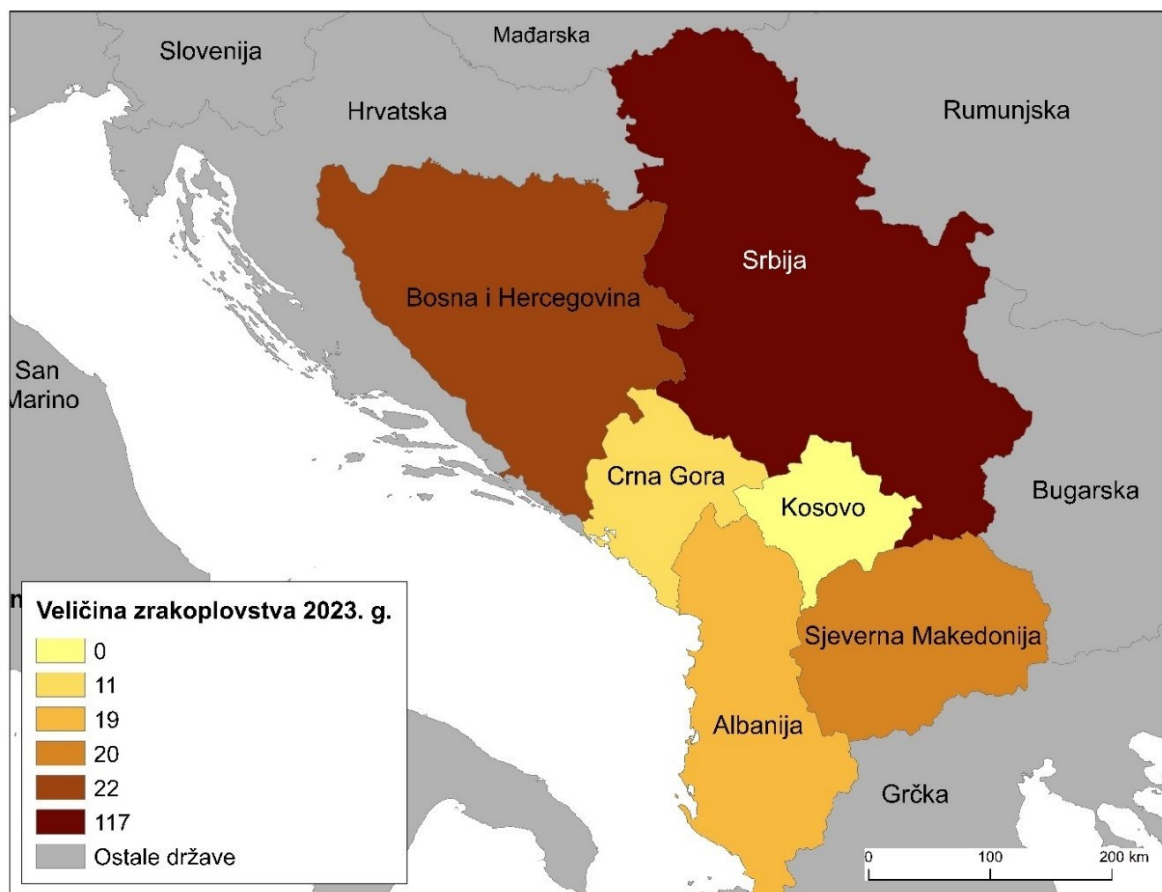 Slovenija
Mađarska
Hrvatska
Rumunjska
Srbija
Bosna i Hercegovina
San
Marino
Crna Gora
Kosovo
Bugarska
Sjeverna Makedonija
Albanija
Grčka
Veličina zrakoplovstva 2023. g.
0
11
19
20
22
117
Ostale države
0 100 200 km